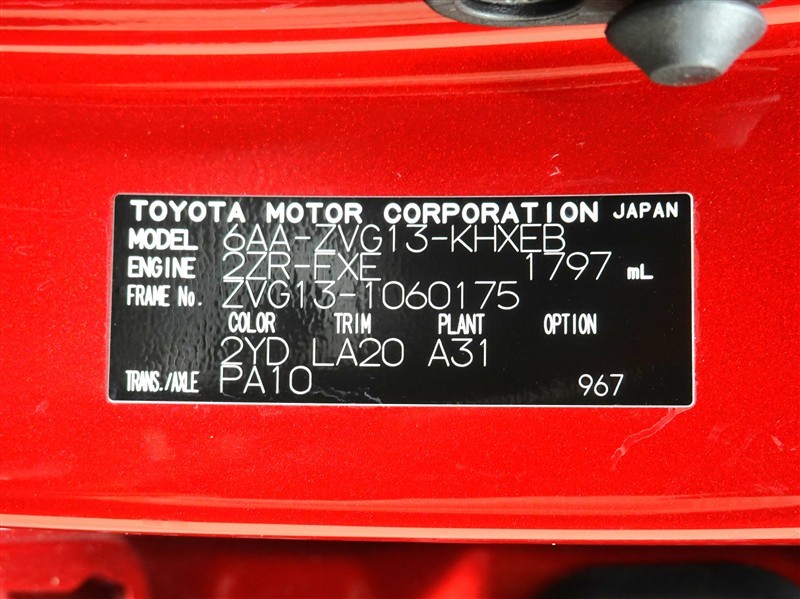 TOYOTA MOTOR CORPORATION JAPAN
MODEL 6AA-ZVG13-KHXEB
ENGINE 2ZR-FXE 1797 mL
FRAME No. ZVG13-1060175
COLOR TRIM PLANT OPTION
2YD LA20 A31
TRANS./AXLE PA10 967